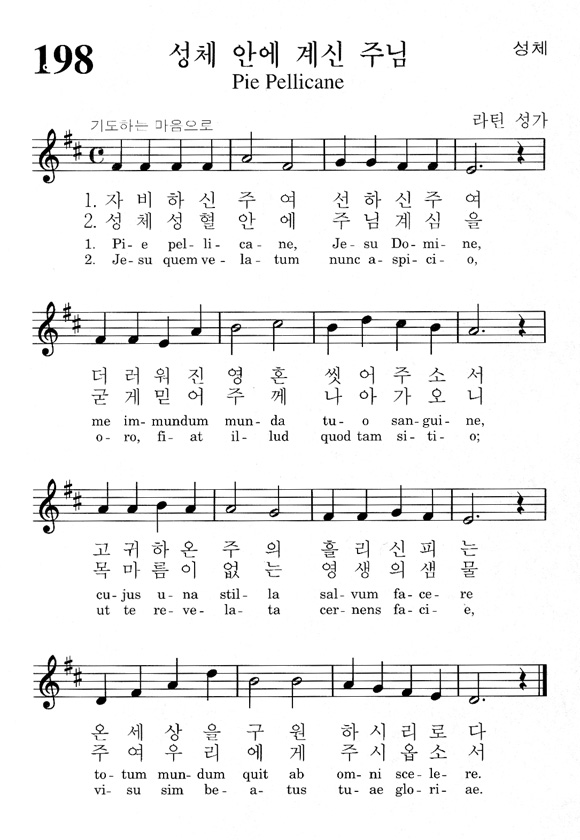 198
성체 안에 계신 주님
성체
Pie Pellicane
기도하는 마음으로
라틴 성가
1. 자 비 하 신 주 여 선 하 신 주 여
2. 성 체 성 혈 안 에 주 님 계 심 을
1. Pi - e pel - li - ca - ne, Je - su Do - mi - ne,
2. Je - su quem ve - la - tum nunc a - spi - ci - o,
더 러 워 진 영 혼 씻 어 주 소 서
굳 게 믿 어 주 께 나 아 가 오 니
me im - mundum mun - da tu - o san - gui - ne,
o - ro, fi - at il - lud quod tam si - ti - o;
고 귀 하 온 주 의 흘 리 신 피 는
목 마 름 이 없 는 영 생 의 샘 물
cu - jus u - na stil - la sal - vum fa - ce - re
ut te re - ve - la - ta cer - nens fa - ci - e,
온 세 상 을 구 원 하 시 리 로 다
주 여 우 리 에 게 주 시 옵 소 서
to - tum mun - dum quit ab om - ni sce - le - re.
vi - su sim be - a - tus tu - ae glo - ri - ae.